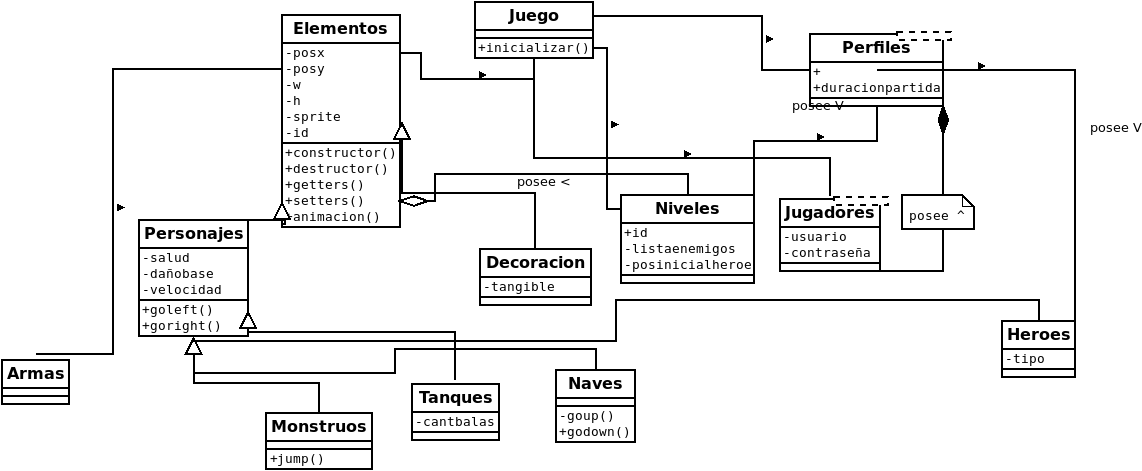 Juego
+inicializar()
Elementos
-posx
-posy
-w
-h
-sprite
-id
+constructor()
+destructor()
+getters()
+setters()
+animacion()
Perfiles
+
+duracionpartida
posee V
posee V
posee <
Niveles
+id
-listaenemigos
-posinicialheroe
Jugadores
-usuario
-contraseña
posee ^
Personajes
-salud
-dañobase
-velocidad
+goleft()
+goright()
Decoracion
-tangible
Heroes
-tipo
Armas
Monstruos
+jump()
Tanques
-cantbalas
Naves
-goup()
+godown()